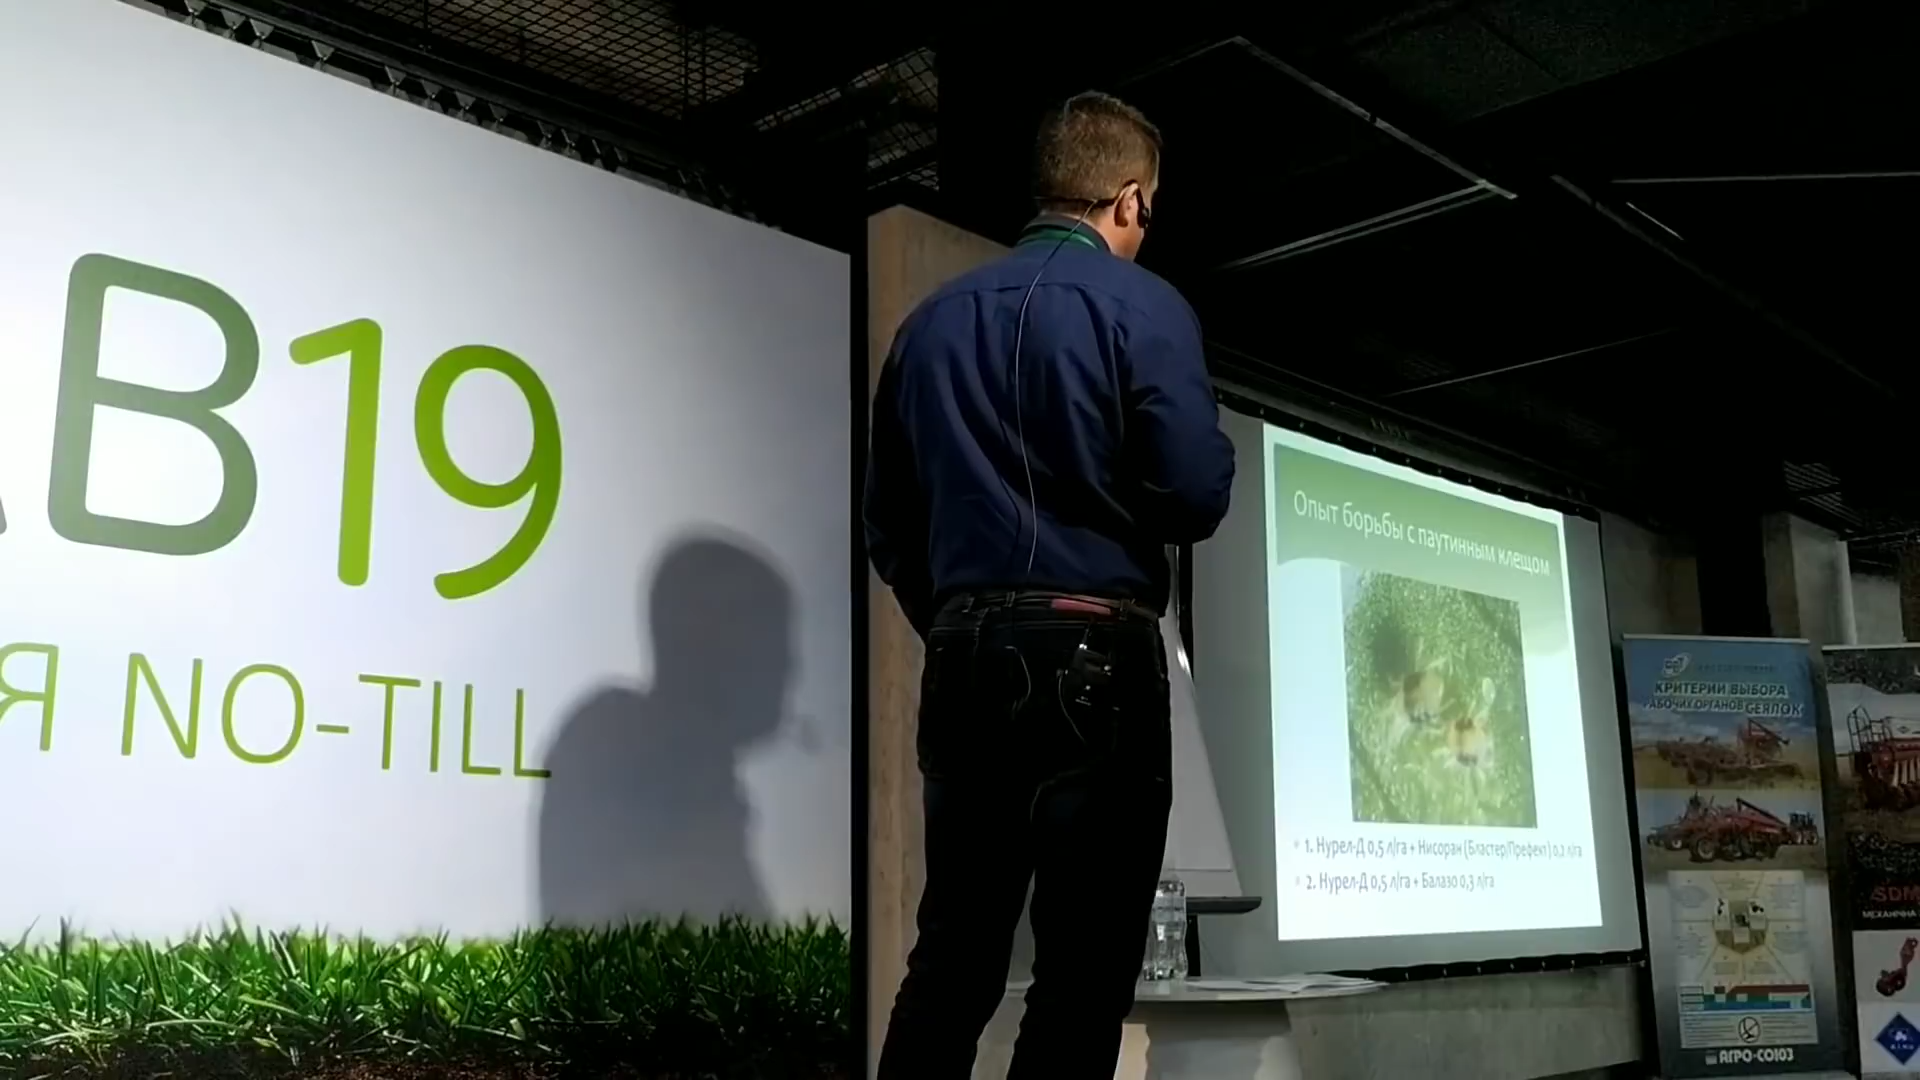 B19
Я NO-TILL
Опыт борьбы с паутинным клещом
1. Нурел-Д 0,5 л/га + Нисоран (Бластер/Префект) 0,2 л/га
2. Нурел-Д 0,5 л/га + Балазо 0,3 л/га
КРИТЕРИИ ВЫБОРА
РАБОЧИХ ОРГАНОВ СЕЯЛОК
АГРО-СОЮЗ
SDM